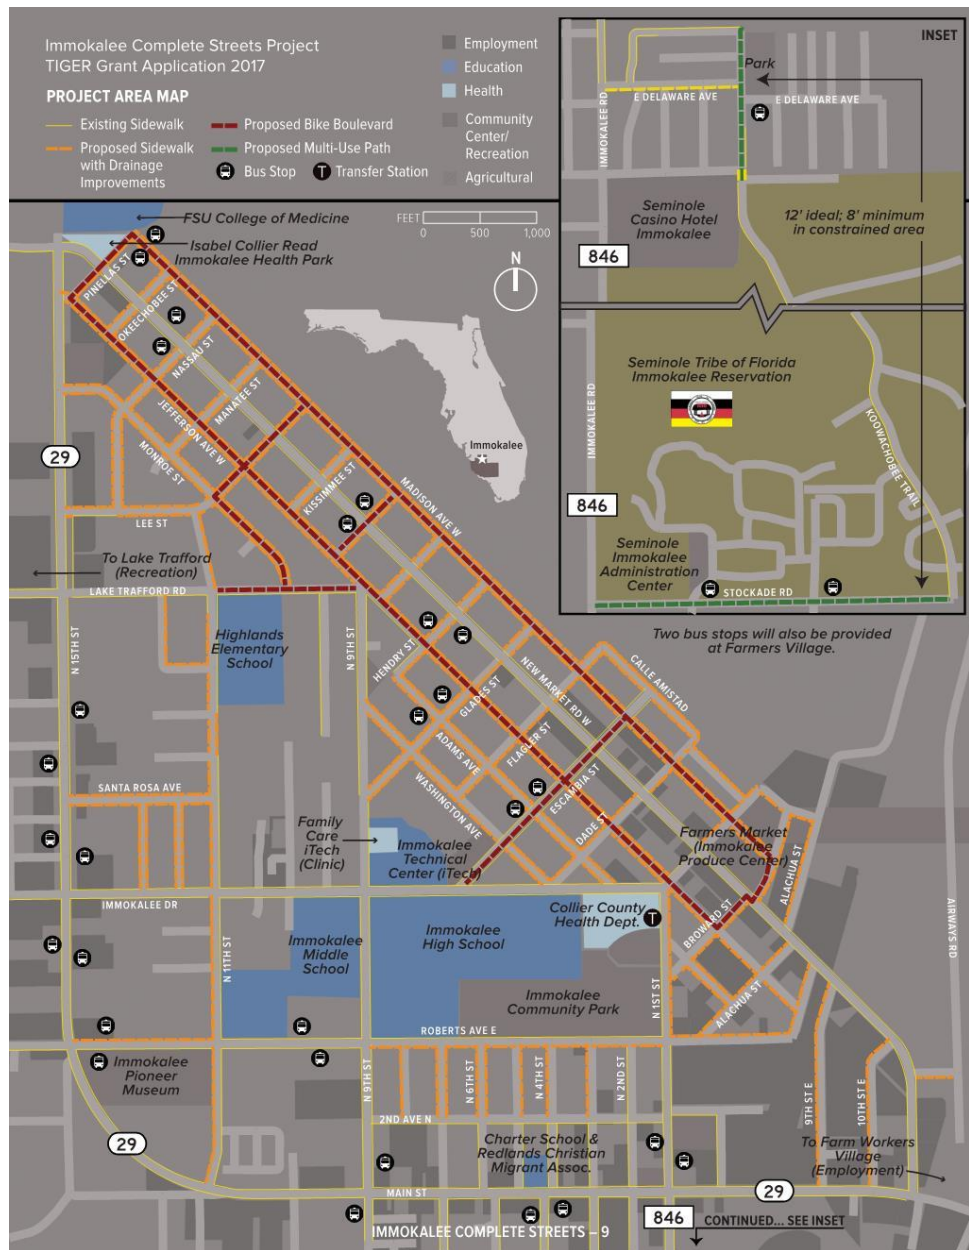 Immokalee Complete Streets Project
TIGER Grant Application 2017
PROJECT AREA MAP
Existing Sidewalk
Proposed Sidewalk
with Drainage
Improvements
Proposed Bike Boulevard
Proposed Multi-Use Path
Bus Stop
T Transfer Station
Employment
Education
Health
Community
Center/
Recreation
Agricultural
INSET
Park
E DELAWARE AVE
E DELAWARE AVE
IMMOKALEE RD
Seminole
Casino Hotel
Immokalee
12' ideal; 8' minimum
in constrained area
846
Seminole Tribe of Florida
Immokalee Reservation
IMMOKALEE RD
KOOWACHOBEE TRAIL
846
Seminole
Immokalee
Administration
Center
STOCKADE RD
Two bus stops will also be provided
at Farmers Village.
FSU College of Medicine
Isabel Collier Read
Immokalee Health Park
FEET
0 500 1,000
N
Immokalee
PINELLAS ST
OKEECHOBEE ST
NASSAU ST
MANATEE ST
JEFFERSON AVE W
MONROE ST
29
LEE ST
KISSIMMEE ST
MADISON AVE W
To Lake Trafford
(Recreation)
LAKE TRAFFORD RD
Highlands
Elementary
School
N 15TH ST
N 9TH ST
HENDRY ST
GLADES ST
NEW MARKET RD W
CALLE AMISTAD
ADAMS AVE
FLAGLER ST
WASHINGTON AVE
ESCAMBIA ST
DADE ST
SANTA ROSA AVE
Family
Care
iTech
(Clinic)
Immokalee
Technical
Center (iTech)
Farmers Market
(Immokalee
Produce Center)
ALACHUA ST
AIRWAYS RD
IMMOKALEE DR
Collier County
Health Dept.
T
BROWARD ST
N 11TH ST
Immokalee
Middle
School
Immokalee
High School
Immokalee
Community Park
N 1ST ST
ALACHUA ST
ROBERTS AVE E
Immokalee
Pioneer
Museum
N 9TH ST
N 6TH ST
N 4TH ST
N 2ND ST
9TH ST E
10TH ST E
2ND AVE N
29
Charter School &
Redlands Christian
Migrant Assoc.
To Farm Workers
Village
(Employment)
MAIN ST
29
846
CONTINUED... SEE INSET
IMMOKALEE COMPLETE STREETS – 9